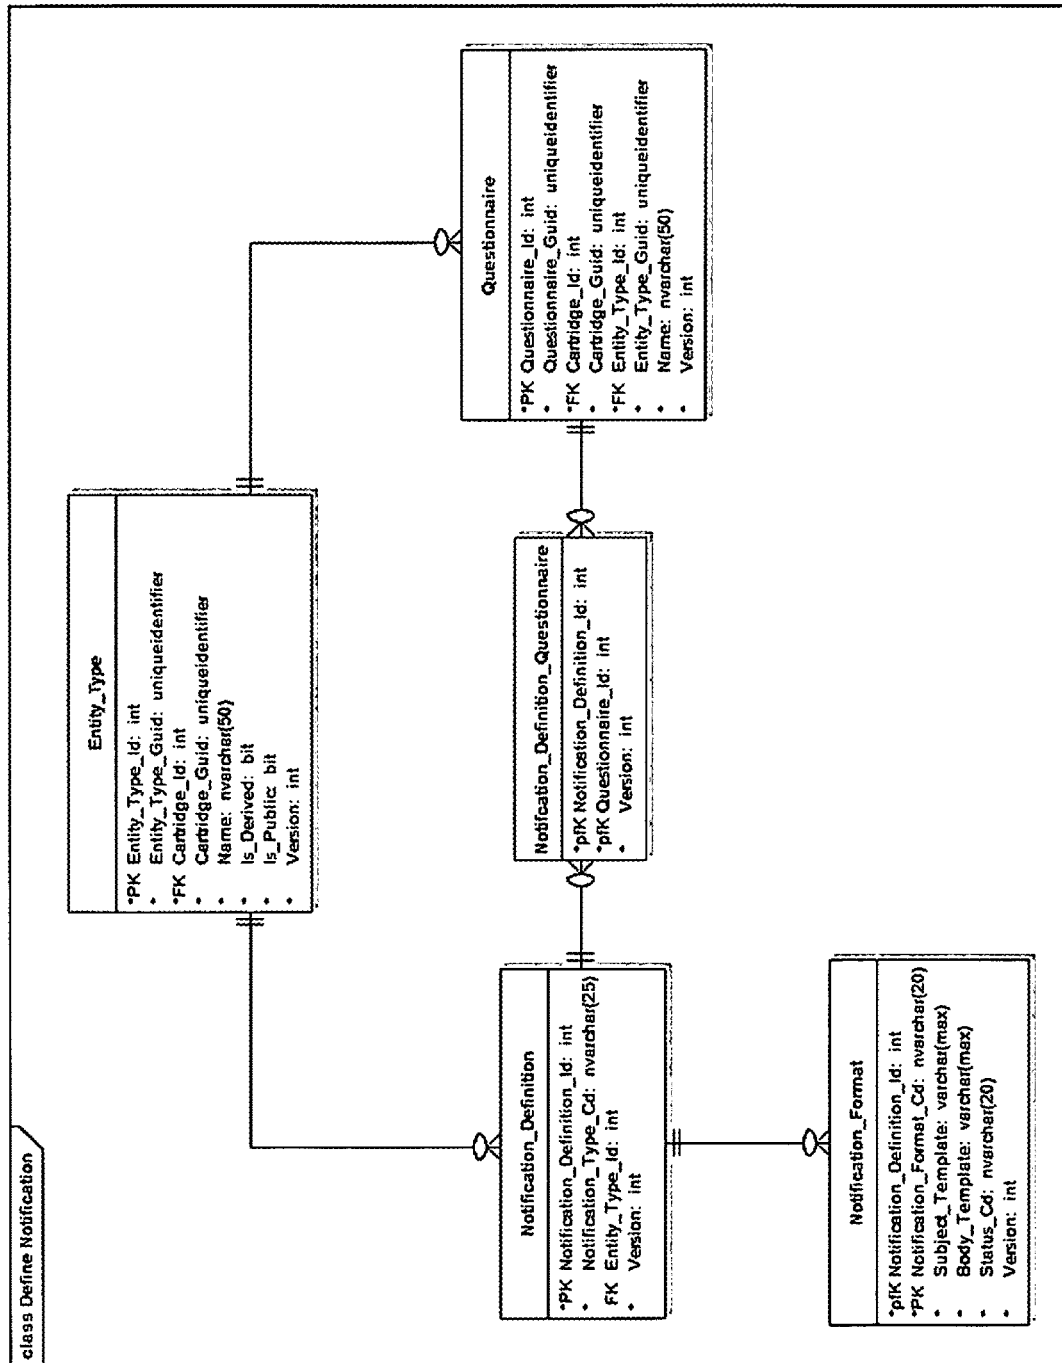 class Define Notification
Entity_Type
*PK Entity_Type_Id: int
* Entity_Type_Guid: uniqueidentifier
*FK Cartridge_Id: int
* Cartridge_Guid: uniqueidentifier
* Name: nvarchar(50)
* Is_Derived: bit
* Is_Public: bit
* Version: int
Notification_Definition
*PK Notification_Definition_Id: int
* Notification_Type_Cd: nvarchar(25)
FK Entity_Type_Id: int
* Version: int
Notifcation_Definition_Questionnaire
*pfK Notification_Definition_Id: int
*pfK Questionnaire_Id: int
* Version: int
Questionnaire
*PK Questionnaire_Id: int
* Questionnaire_Guid: uniqueidentifier
*FK Cartridge_Id: int
* Cartridge_Guid: uniqueidentifier
*FK Entity_Type_Id: int
* Entity_Type_Guid: uniqueidentifier
* Name: nvarchar(50)
* Version: int
Notification_Format
*pfK Notification_Definition_Id: int
*PK Notification_Format_Cd: nvarchar(20)
* Subject_Template: varchar(max)
* Body_Template: varchar(max)
* Status_Cd: nvarchar(20)
* Version: int